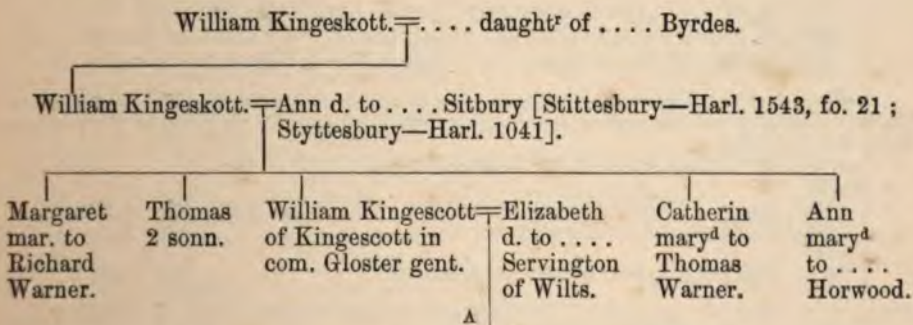 William Kingeskott.=. . . . daughtʳ of . . . . Byrdes.
William Kingeskott.=Ann d. to . . . . Sitbury [Stittesbury—Harl. 1543, fo. 21 ;
Styttesbury—Harl. 1041].
Margaret
mar. to
Richard
Warner.
Thomas
2 sonn.
William Kingescott=
of Kingescott in
com. Gloster gent.
Elizabeth
d. to . . . .
Servington
of Wilts.
Catherin
maryᵈ to
Thomas
Warner.
Ann
maryᵈ
to . . . .
Horwood.
A